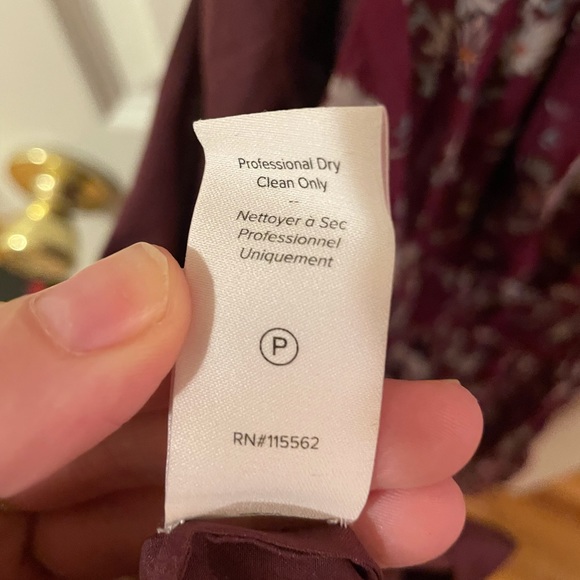 Professional Dry
Clean Only
--
Nettoyer à Sec
Professionnel
Uniquement
P
RN#115562